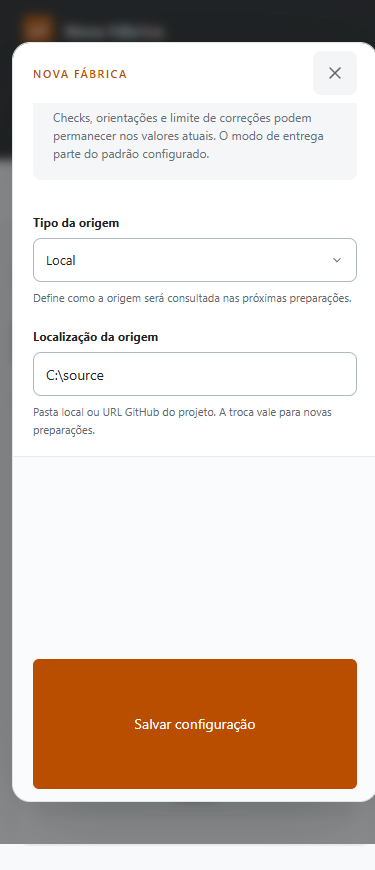 NOVA FÁBRICA
Checks, orientações e limite de correções podem
permanecer nos valores atuais. O modo de entrega
parte do padrão configurado.
Tipo da origem
Local
Define como a origem será consultada nas próximas preparações.
Localização da origem
C:\source
Pasta local ou URL GitHub do projeto. A troca vale para novas
preparações.
Salvar configuração